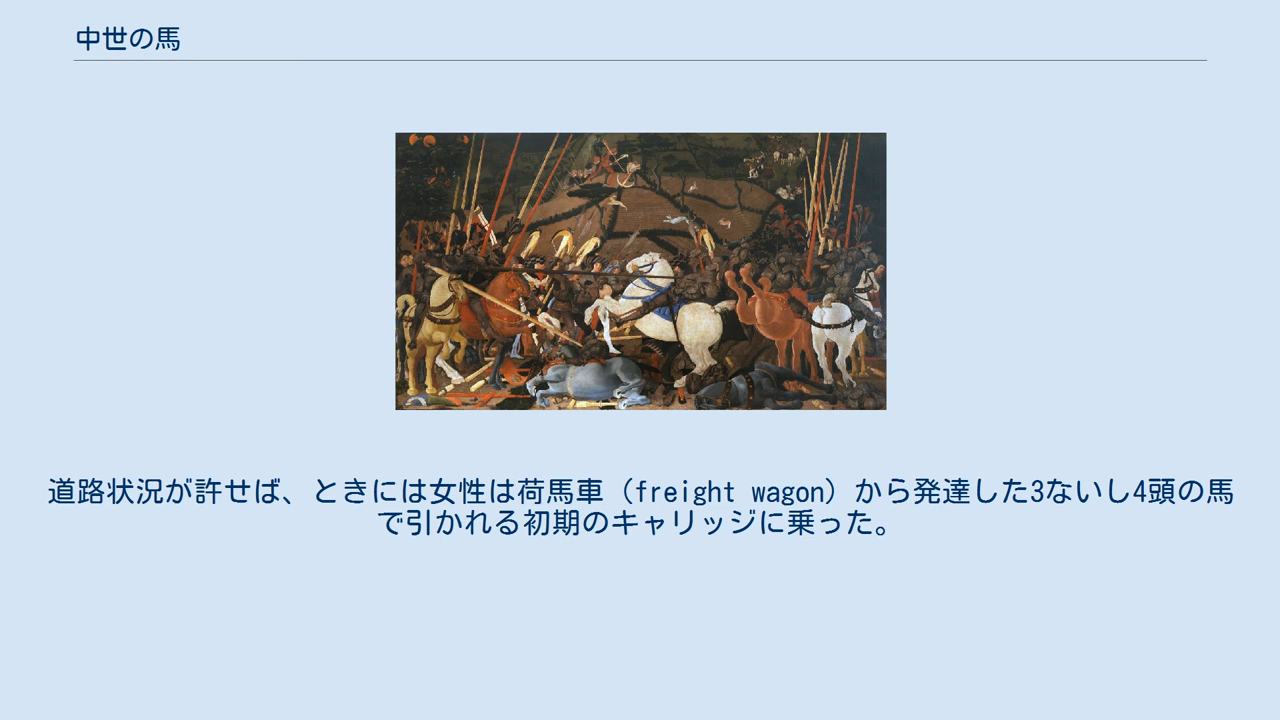 中世の馬
道路状況が許せば、ときには女性は荷馬車（freight wagon）から発達した3ないし4頭の馬
で引かれる初期のキャリッジに乗った。